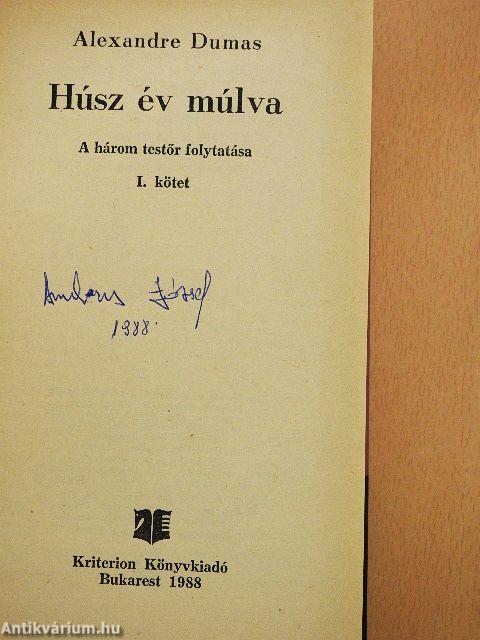 Alexandre Dumas
Húsz év múlva
A három testőr folytatása
I. kötet
József
1988.
Kriterion Könyvkiadó
Bukarest 1988
Antikvárium.hu